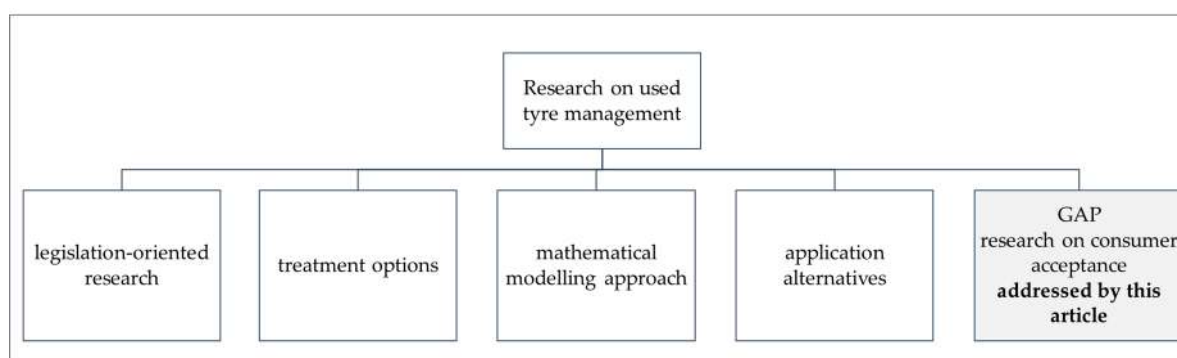 Research on used
tyre management
legislation-oriented
research
treatment options
mathematical
modelling approach
application
alternatives
GAP
research on consumer
acceptance
addressed by this
article